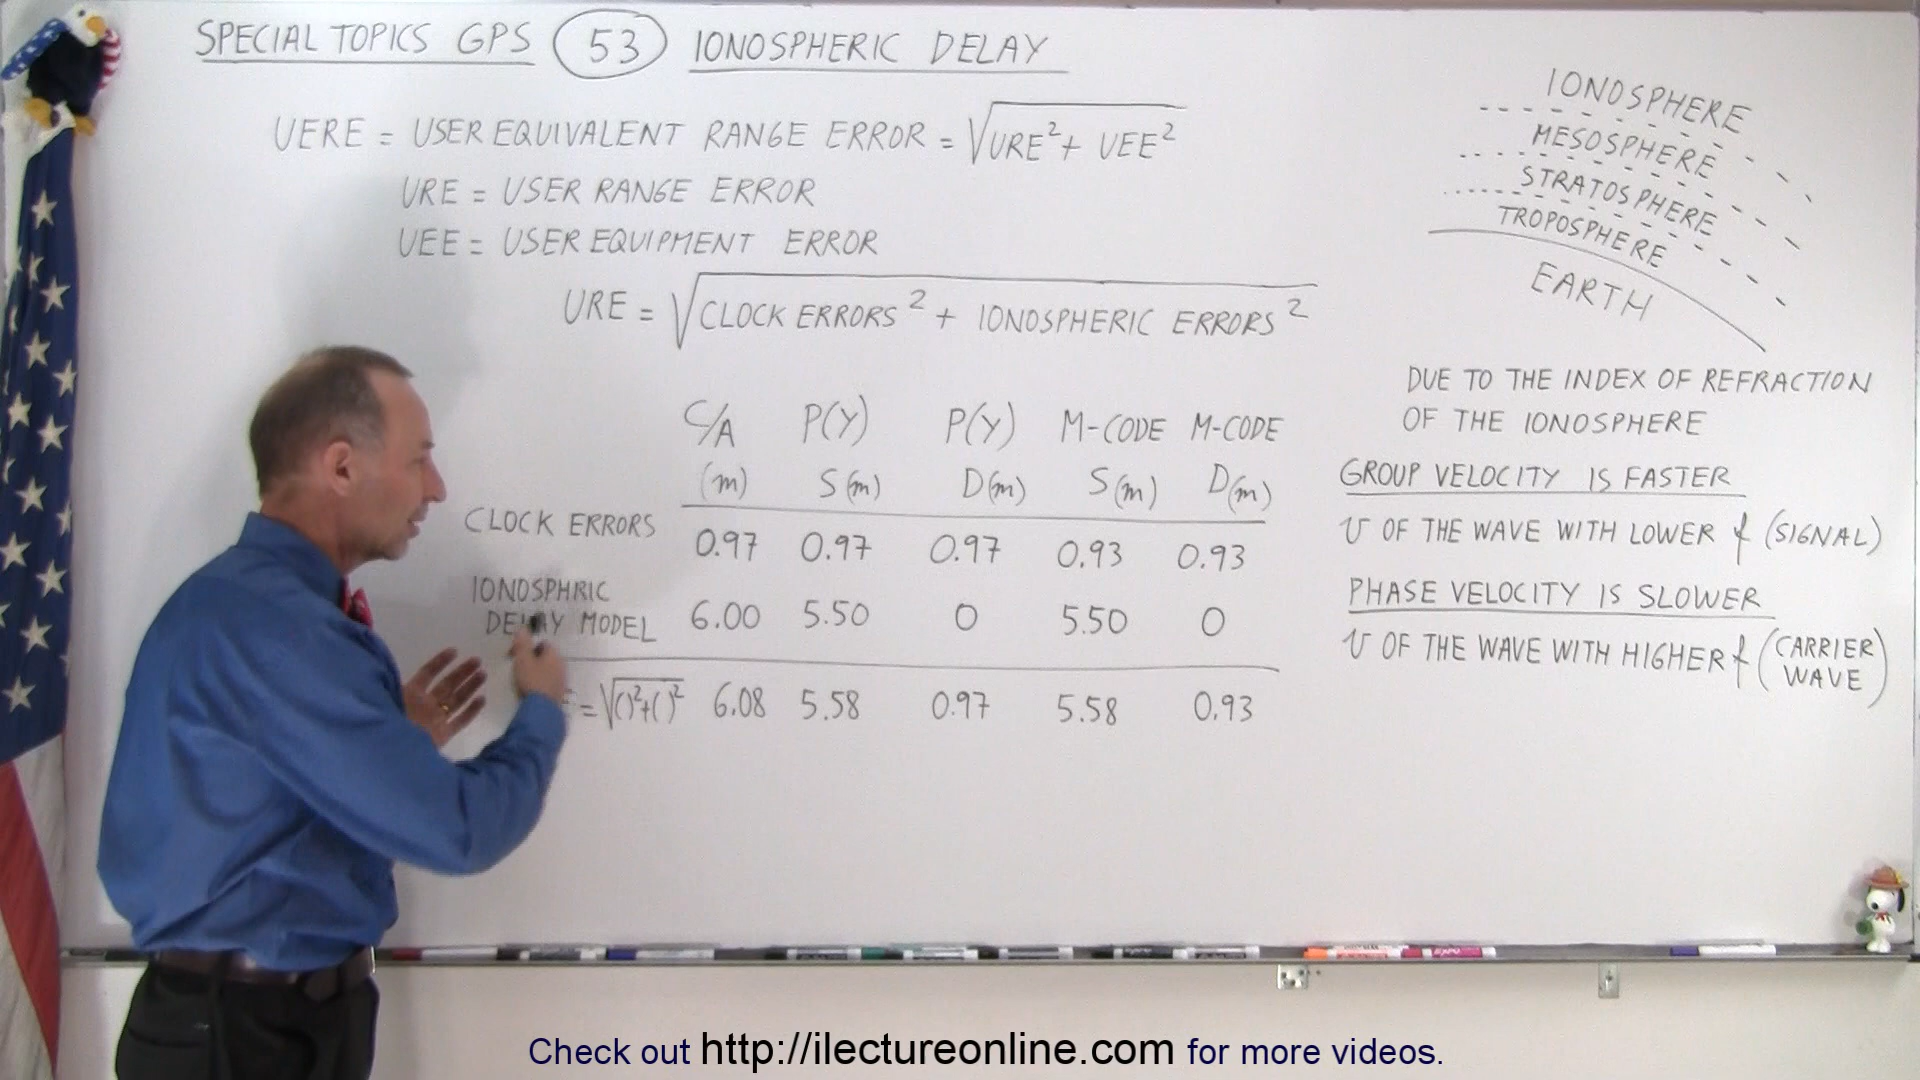 SPECIAL TOPICS GPS 53 IONOSPHERIC DELAY
UERE = USER EQUIVALENT RANGE ERROR = √URE² + UEE²
URE = USER RANGE ERROR
UEE = USER EQUIPMENT ERROR
URE = √CLOCK ERRORS² + IONOSPHERIC ERRORS²
C/A P(Y) P(Y) M-CODE M-CODE
(m) S(m) D(m) S(m) D(m)
CLOCK ERRORS 0.97 0.97 0.97 0.93 0.93
IONOSPHRIC
DELAY MODEL 6.00 5.50 0 5.50 0
= √()²+()² 6.08 5.58 0.97 5.58 0.93
IONOSPHERE
MESOSPHERE
STRATOSPHERE
TROPOSPHERE
EARTH
DUE TO THE INDEX OF REFRACTION
OF THE IONOSPHERE
GROUP VELOCITY IS FASTER
v OF THE WAVE WITH LOWER f (SIGNAL)
PHASE VELOCITY IS SLOWER
v OF THE WAVE WITH HIGHER f (CARRIER
WAVE)
Check out http://ilectureonline.com for more videos.